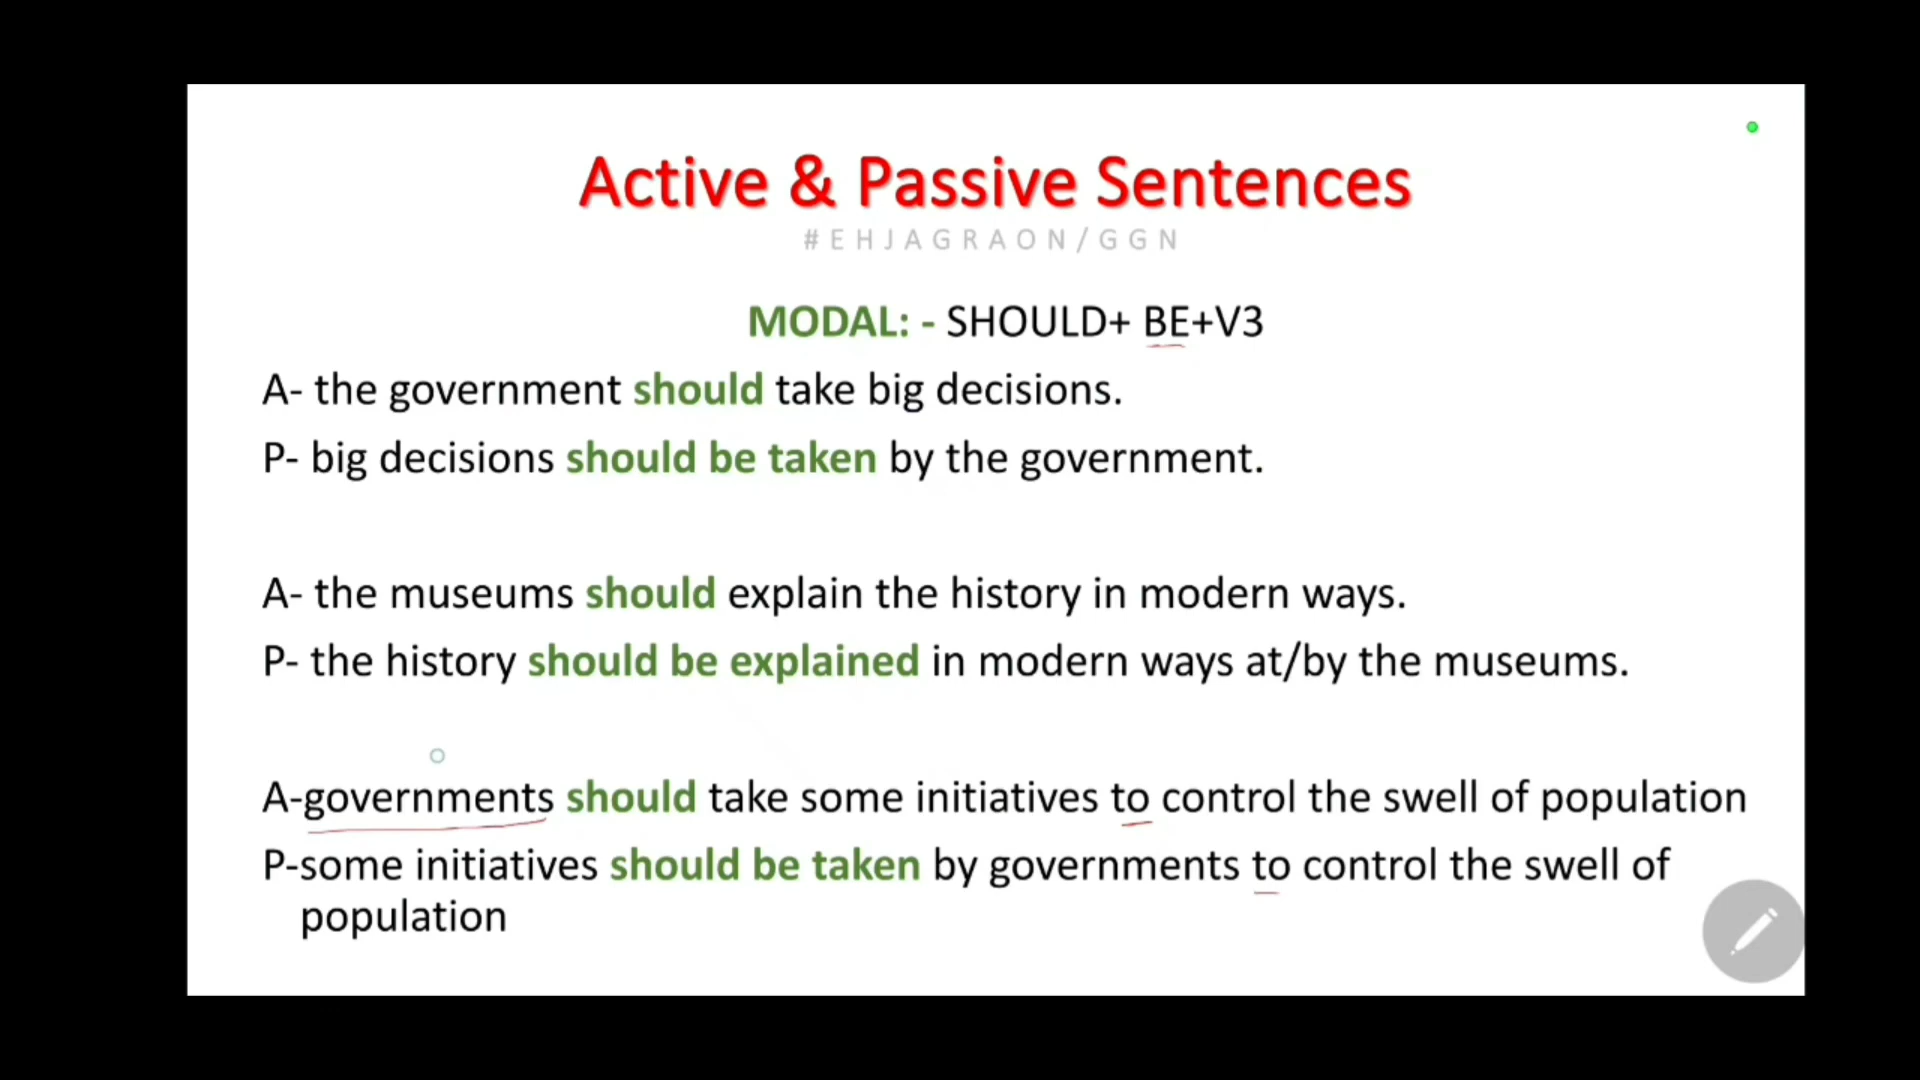 Active & Passive Sentences
#EHJAGRAON/GGN
MODAL: - SHOULD+ BE+V3
A- the government should take big decisions.
P- big decisions should be taken by the government.
A- the museums should explain the history in modern ways.
P- the history should be explained in modern ways at/by the museums.
A-governments should take some initiatives to control the swell of population
P-some initiatives should be taken by governments to control the swell of
population